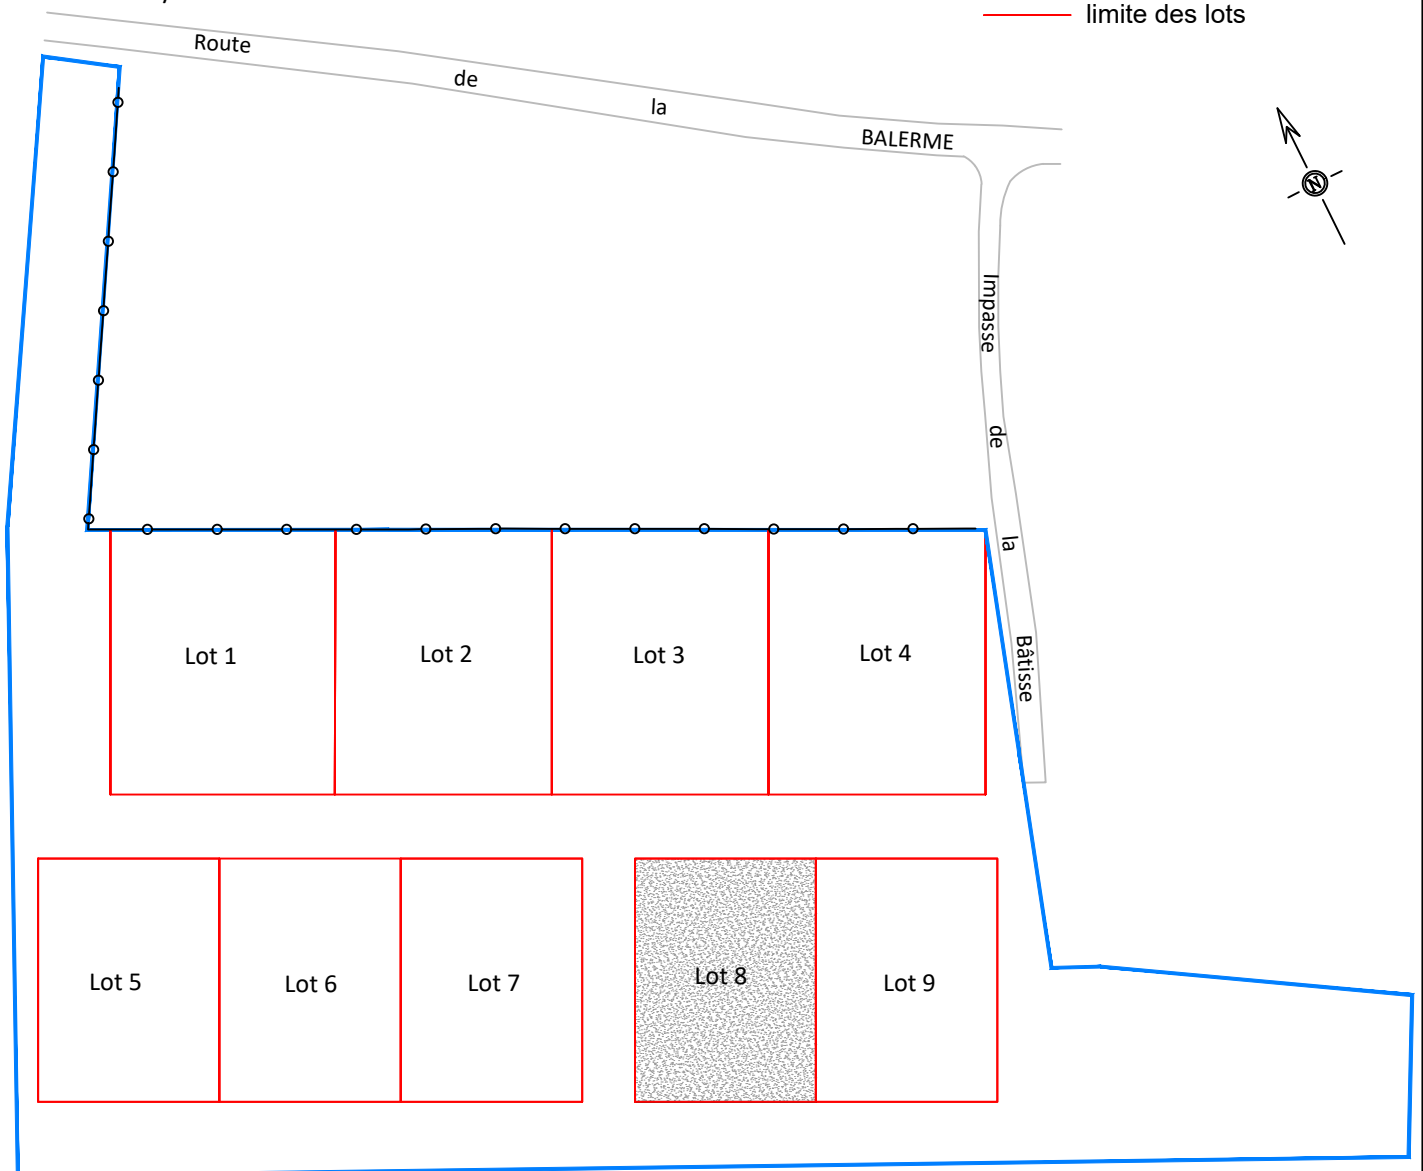 limite des lots
Route de la BALERME
N
Impasse de la Bâtisse
Lot 1
Lot 2
Lot 3
Lot 4
Lot 5
Lot 6
Lot 7
Lot 8
Lot 9